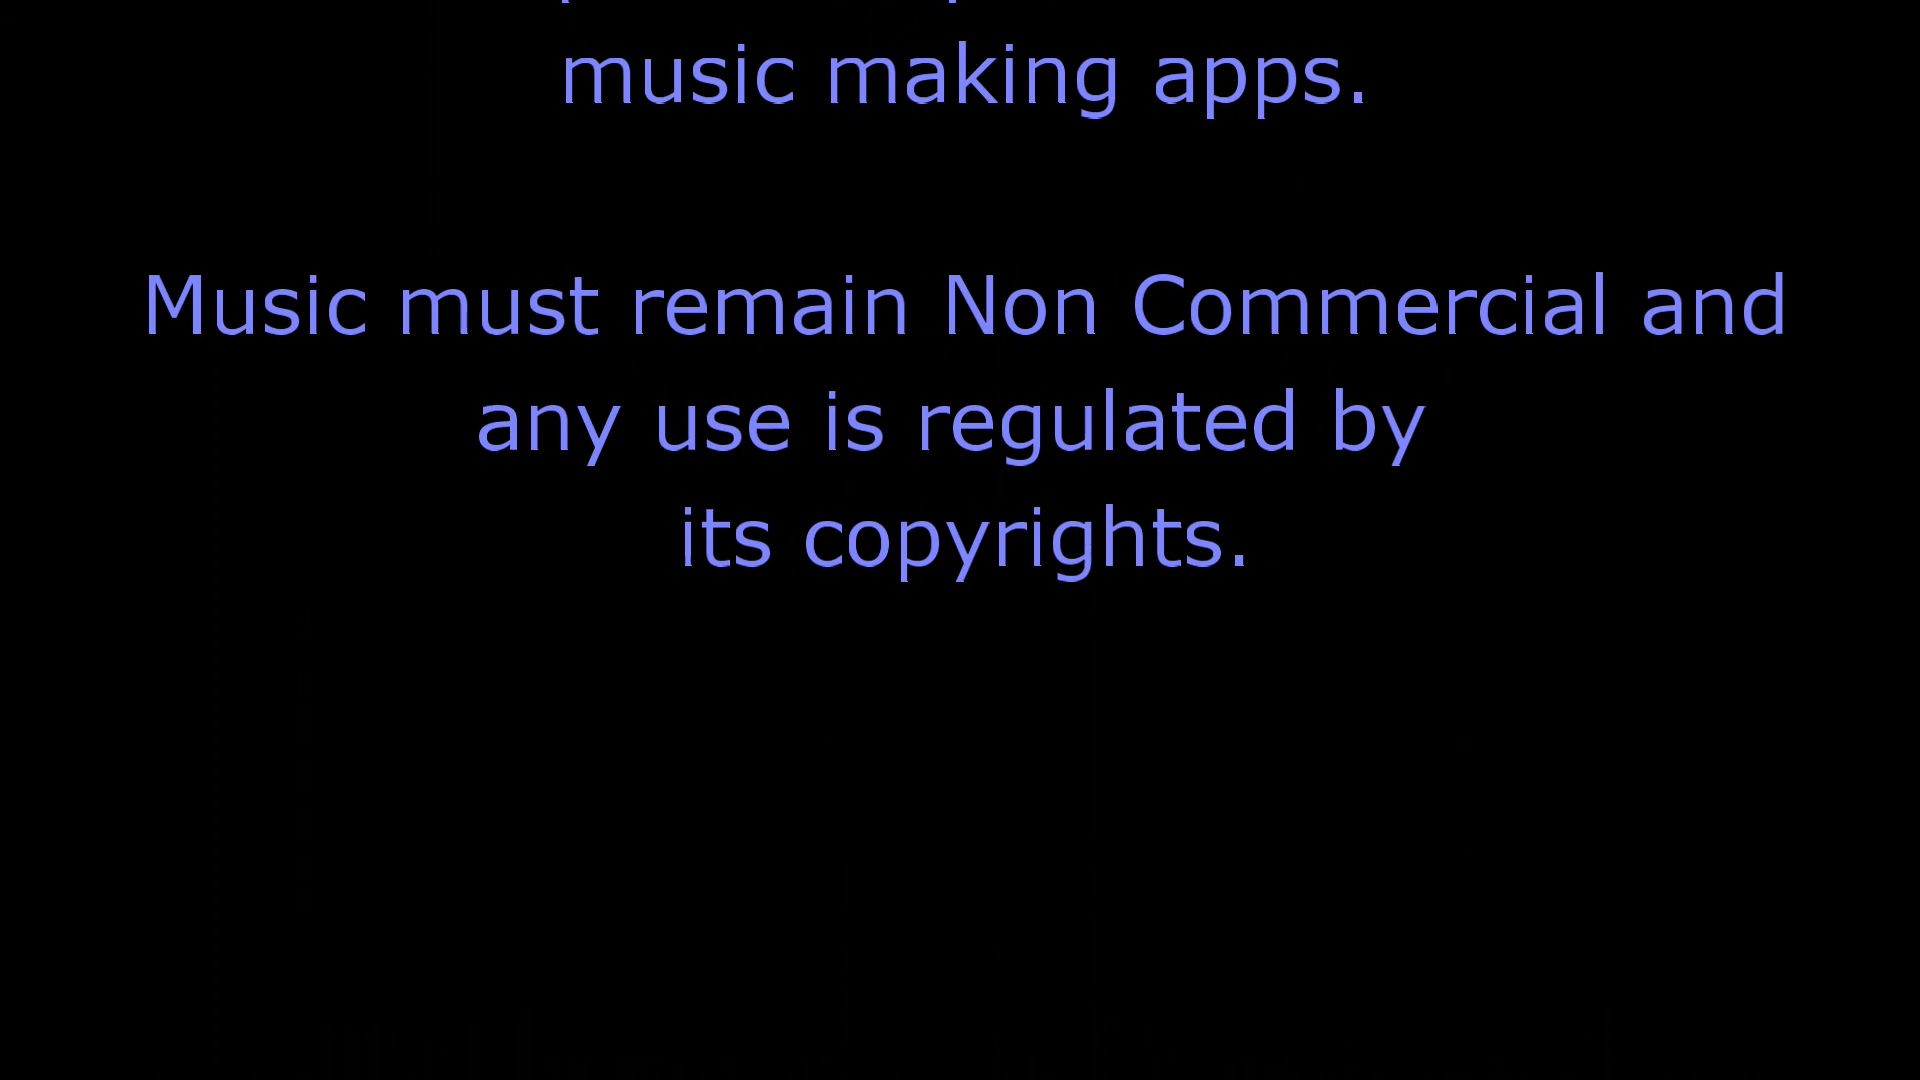 music making apps.
Music must remain Non Commercial and
any use is regulated by
its copyrights.